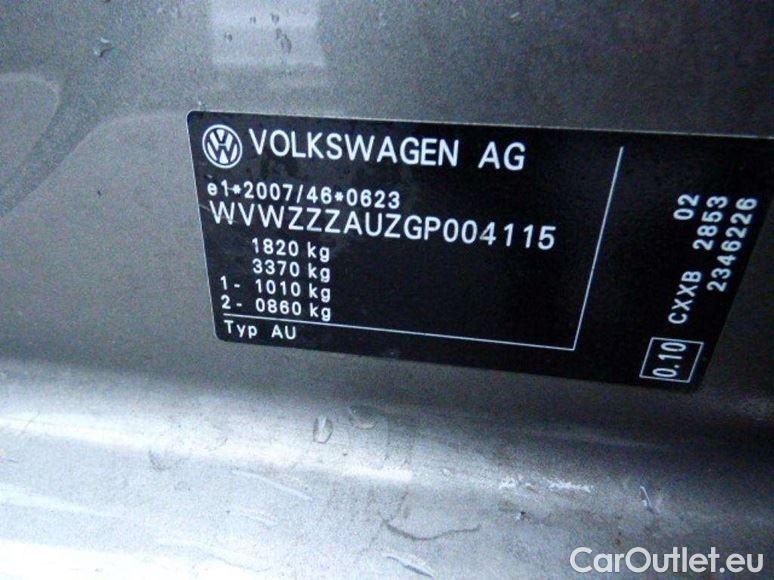 VOLKSWAGEN AG
e1*2007/46*0623
WVWZZZAUZGP004115
1820 kg
3370 kg
1- 1010 kg
2- 0860 kg
Typ AU
02
CXXB 2853
0.10 2346226
CarOutlet.eu